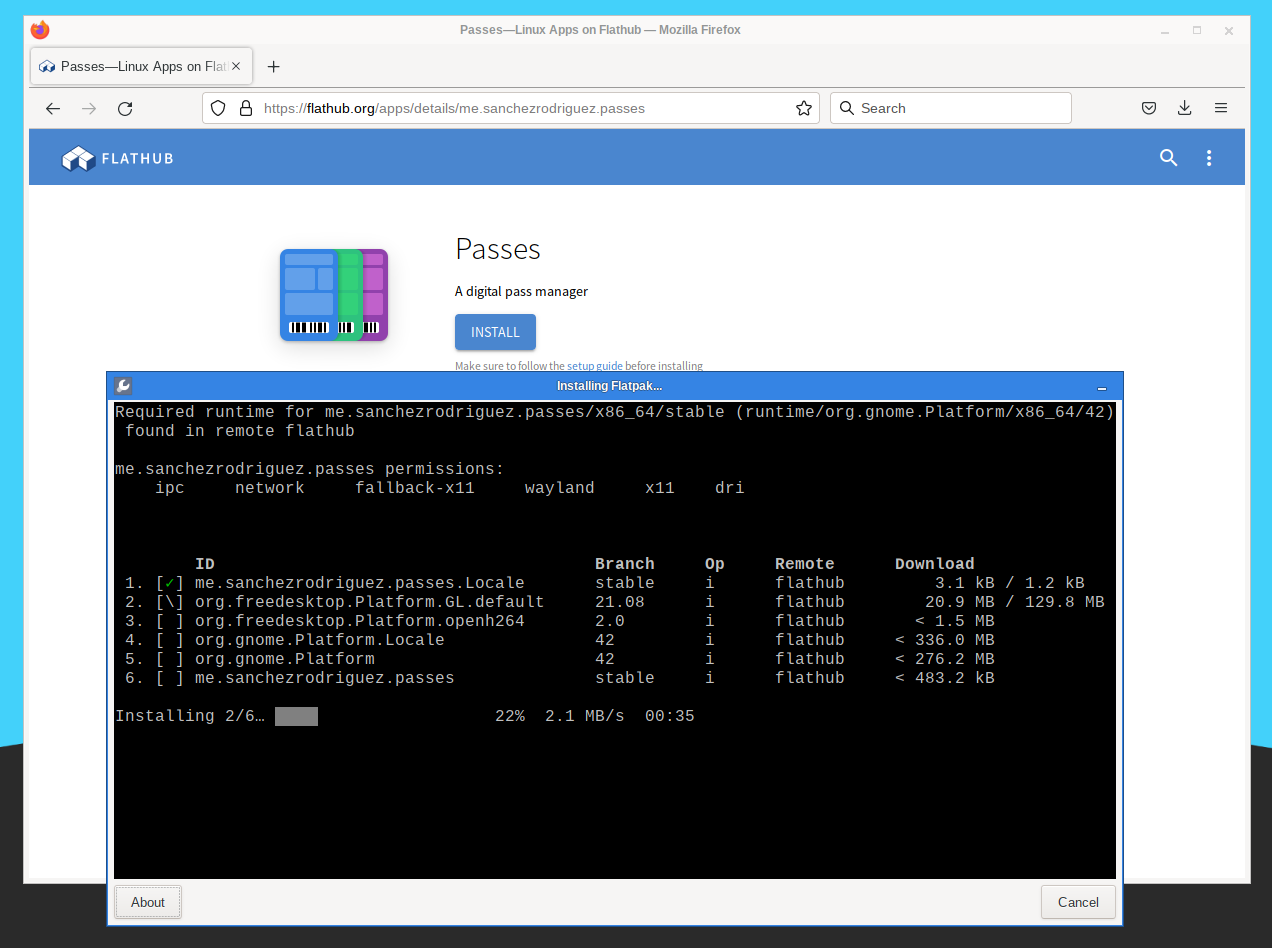 Passes—Linux Apps on Flathub — Mozilla Firefox
Passes—Linux Apps on Flat
https://flathub.org/apps/details/me.sanchezrodriguez.passes
Search
FLATHUB
Passes
A digital pass manager
INSTALL
Make sure to follow the setup guide before installing
Installing Flatpak...
Required runtime for me.sanchezrodriguez.passes/x86_64/stable (runtime/org.gnome.Platform/x86_64/42)
found in remote flathub
me.sanchezrodriguez.passes permissions:
ipc network fallback-x11 wayland x11 dri
ID Branch Op Remote Download
1. [✓] me.sanchezrodriguez.passes.Locale stable i flathub 3.1 kB / 1.2 kB
2. [\] org.freedesktop.Platform.GL.default 21.08 i flathub 20.9 MB / 129.8 MB
3. [ ] org.freedesktop.Platform.openh264 2.0 i flathub < 1.5 MB
4. [ ] org.gnome.Platform.Locale 42 i flathub < 336.0 MB
5. [ ] org.gnome.Platform 42 i flathub < 276.2 MB
6. [ ] me.sanchezrodriguez.passes stable i flathub < 483.2 kB
Installing 2/6… 22% 2.1 MB/s 00:35
About
Cancel